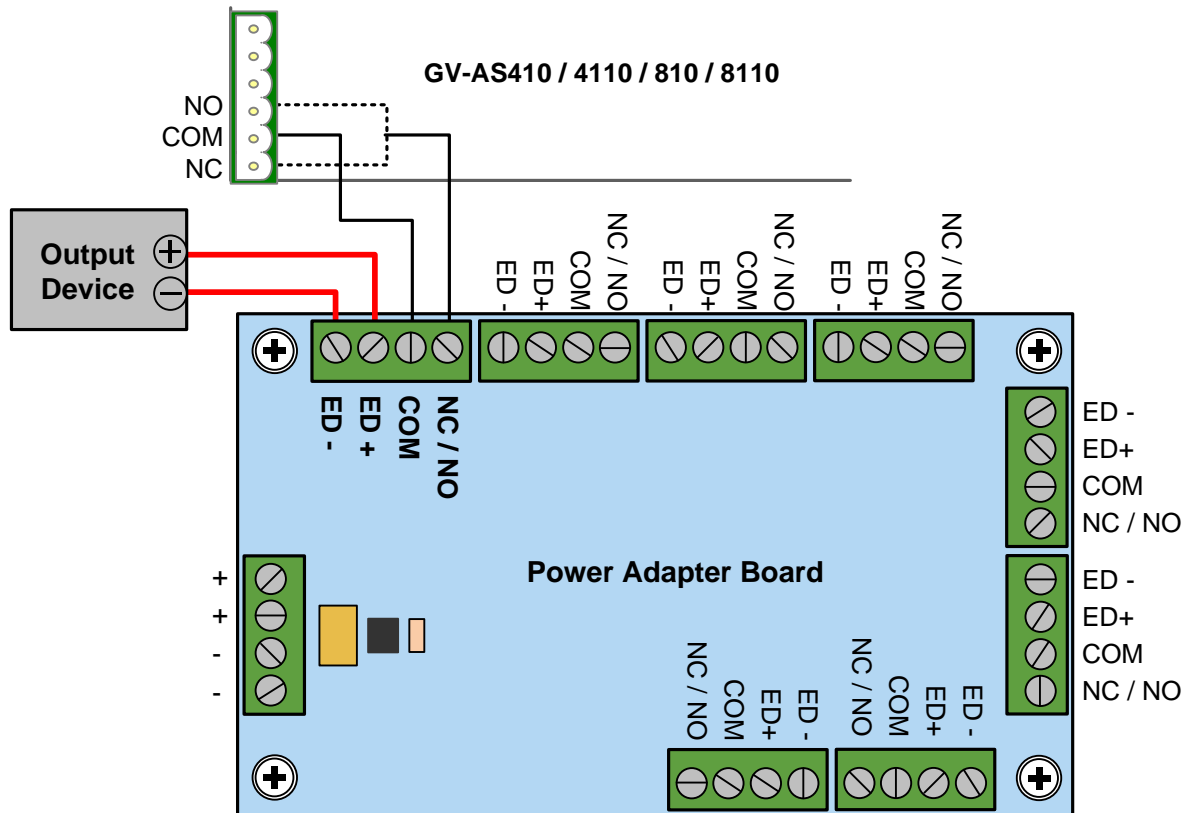 GV-AS410 / 4110 / 810 / 8110
NO
COM
NC
Output
Device
+
-
ED -
ED+
COM
NC / NO
ED -
ED+
COM
NC / NO
ED -
ED+
COM
NC / NO
ED -
ED +
COM
NC / NO
ED -
ED+
COM
NC / NO
+
+
-
-
Power Adapter Board
ED -
ED+
COM
NC / NO
NC / NO
COM
ED+
ED -
NC / NO
COM
ED+
ED -